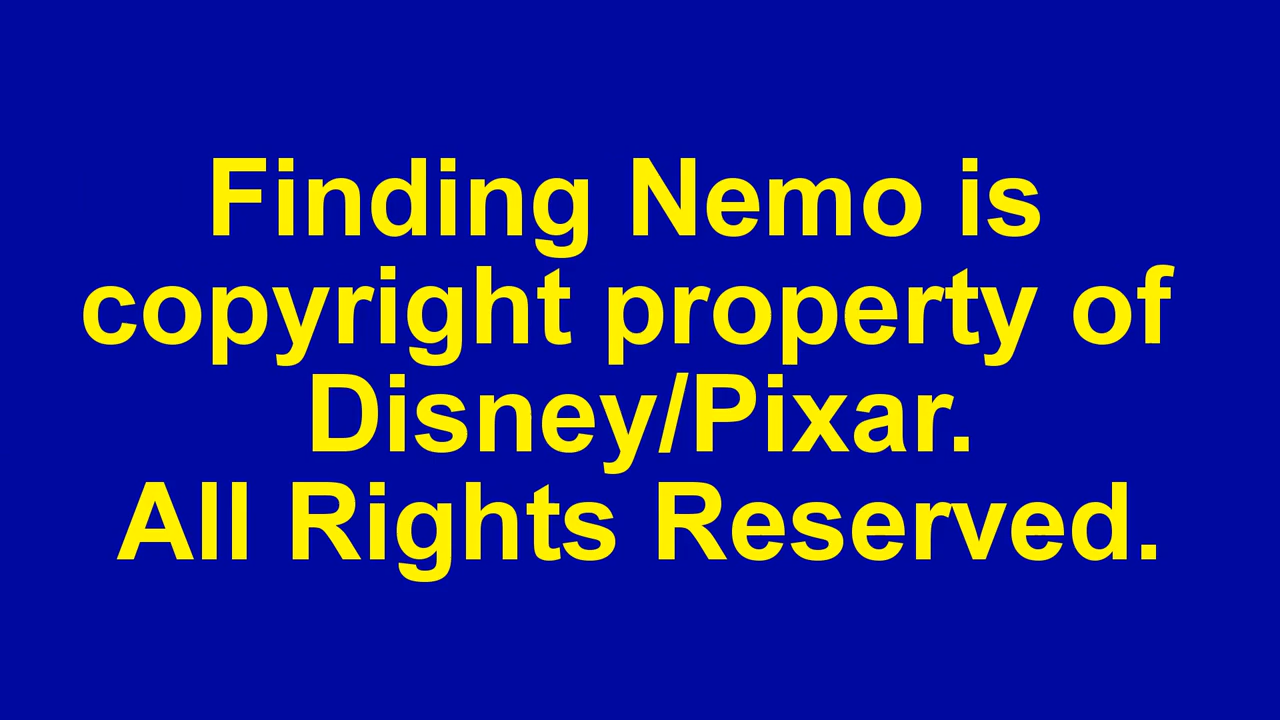 Finding Nemo is
copyright property of
Disney/Pixar.
All Rights Reserved.